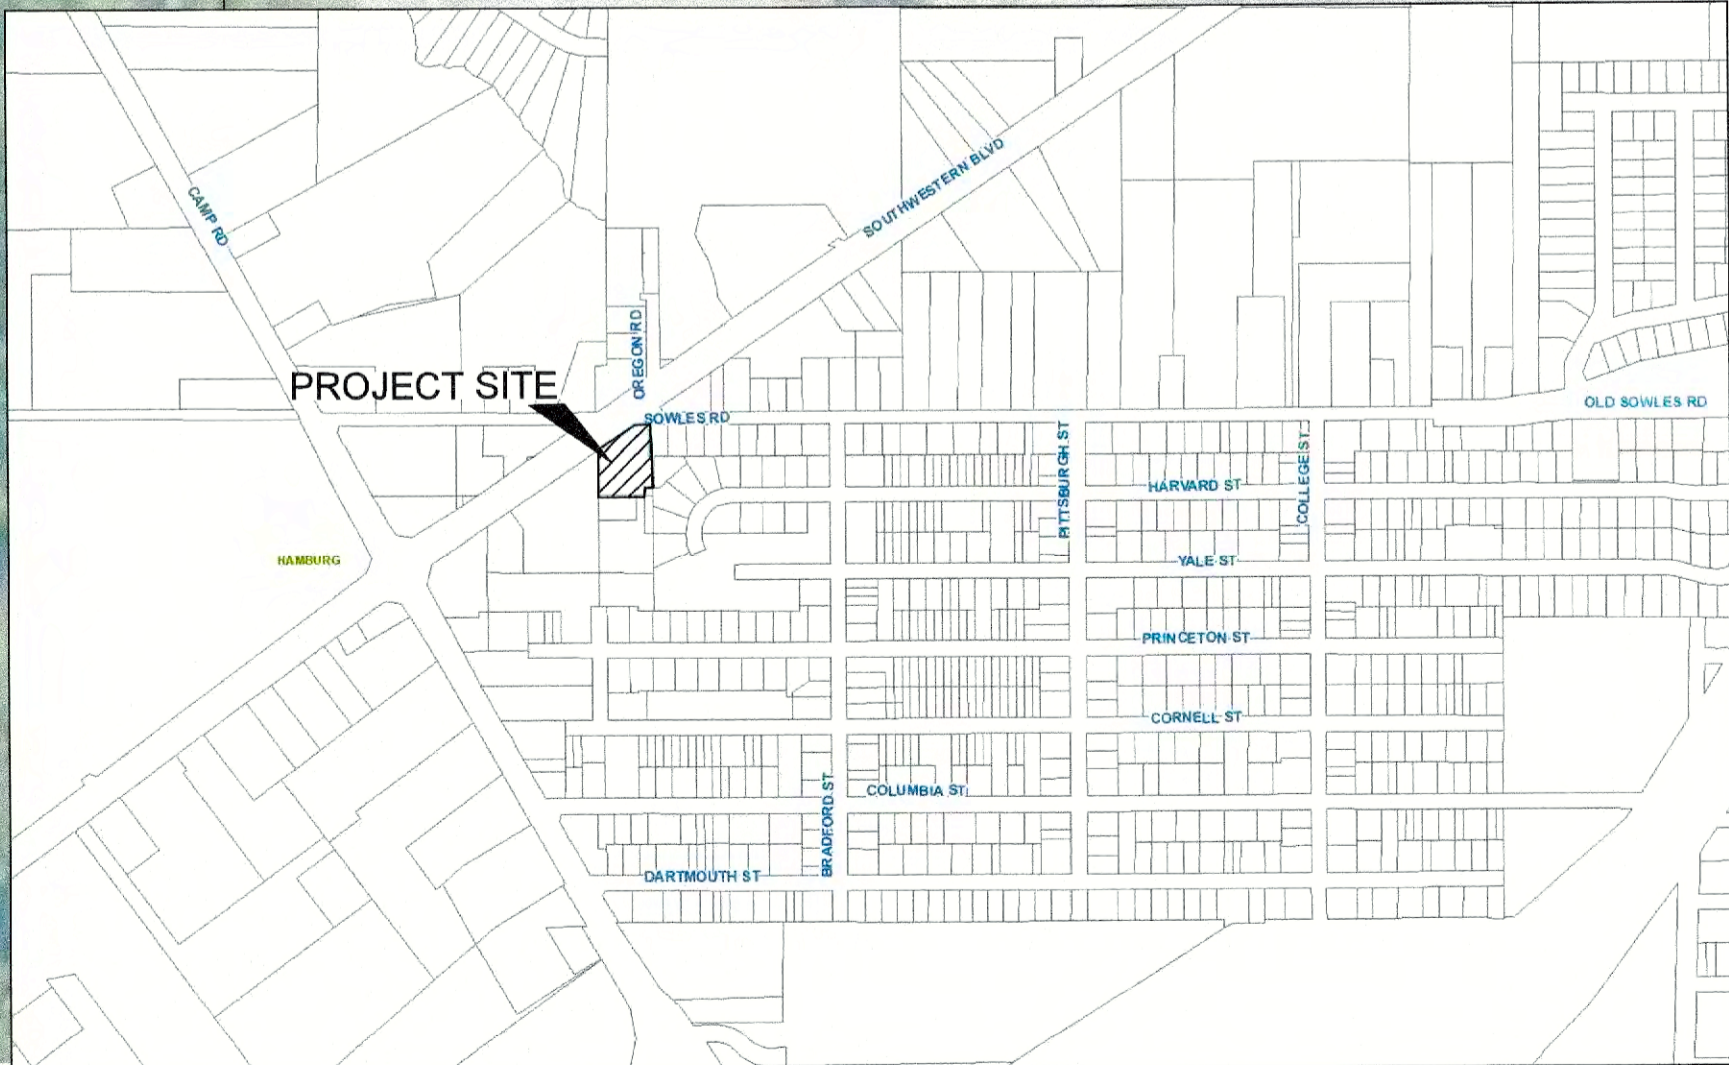 SOUTHWESTERN BLVD
CAMP RD
OREGON RD
PROJECT SITE
SOWLES RD
OLD SOWLES RD
PITTSBURGH ST
COLLEGE ST
HARVARD ST
HAMBURG
YALE ST
PRINCETON ST
CORNELL ST
BRADFORD ST
COLUMBIA ST
DARTMOUTH ST